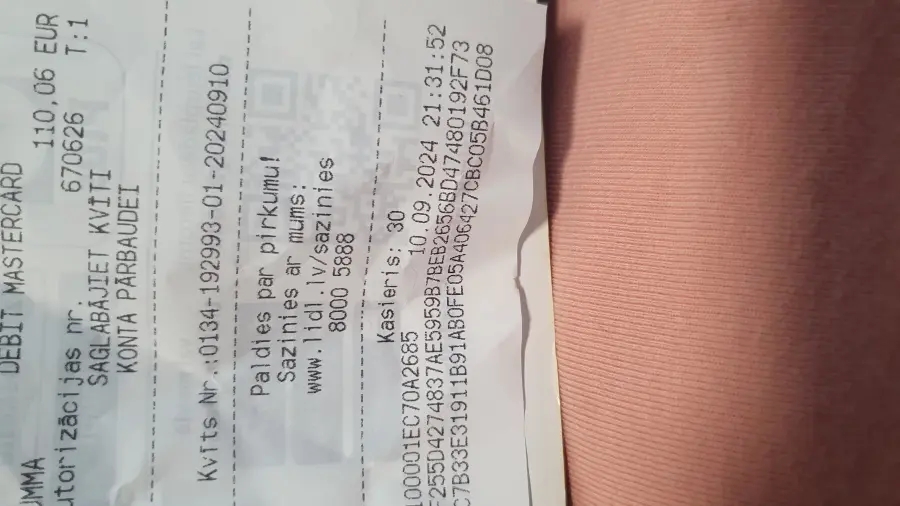 DEBIT MASTERCARD
UMMA 110,06 EUR
utorizācijas nr. 670626 T:1
SAGLABĀJIET KVĪTI
KONTA PĀRBAUDEI
Kvīts Nr.:0134-192993-01-20240910
Paldies par pirkumu!
Sazinies ar mums:
www.lidl.lv/sazinies
8000 5888
Kasieris: 30
100001EC70A2685 10.09.2024 21:31:52
F255D4274837AE5959B7BEB2656BD47480192F73
C7B33E31911B91AB0FE05A406427CBC05B461D08